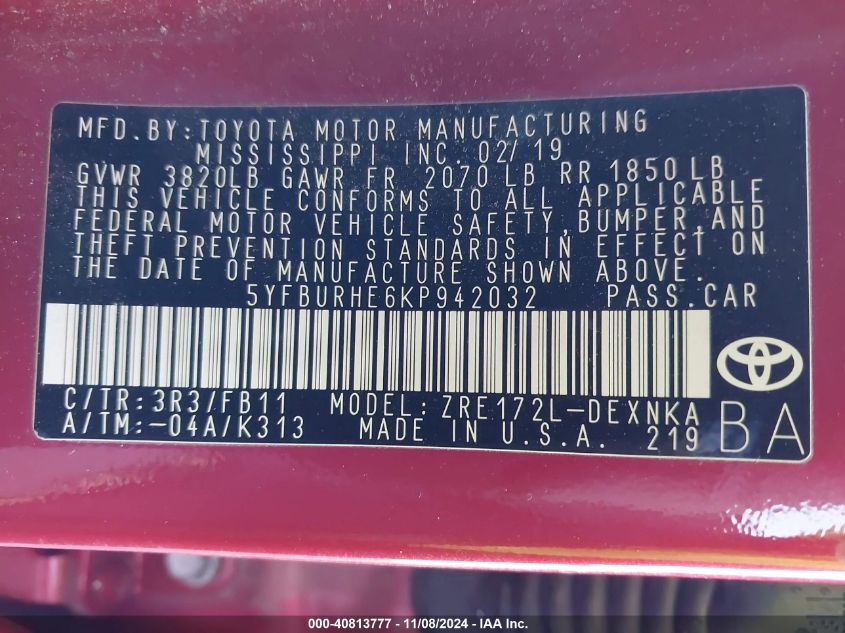 MFD. BY: TOYOTA MOTOR MANUFACTURING
MISSISSIPPI INC. 02/19
GVWR 3820LB GAWR FR 2070 LB RR 1850 LB
THIS VEHICLE CONFORMS TO ALL APPLICABLE
FEDERAL MOTOR VEHICLE SAFETY, BUMPER, AND
THEFT PREVENTION STANDARDS IN EFFECT ON
THE DATE OF MANUFACTURE SHOWN ABOVE.
5YFBURHE6KP942032 PASS. CAR
C/TR: 3R3/FB11 MODEL: ZRE172L-DEXNKA
A/TM: -04A/K313 MADE IN U.S.A. 219
BA
000-40813777 - 11/08/2024 - IAA Inc.